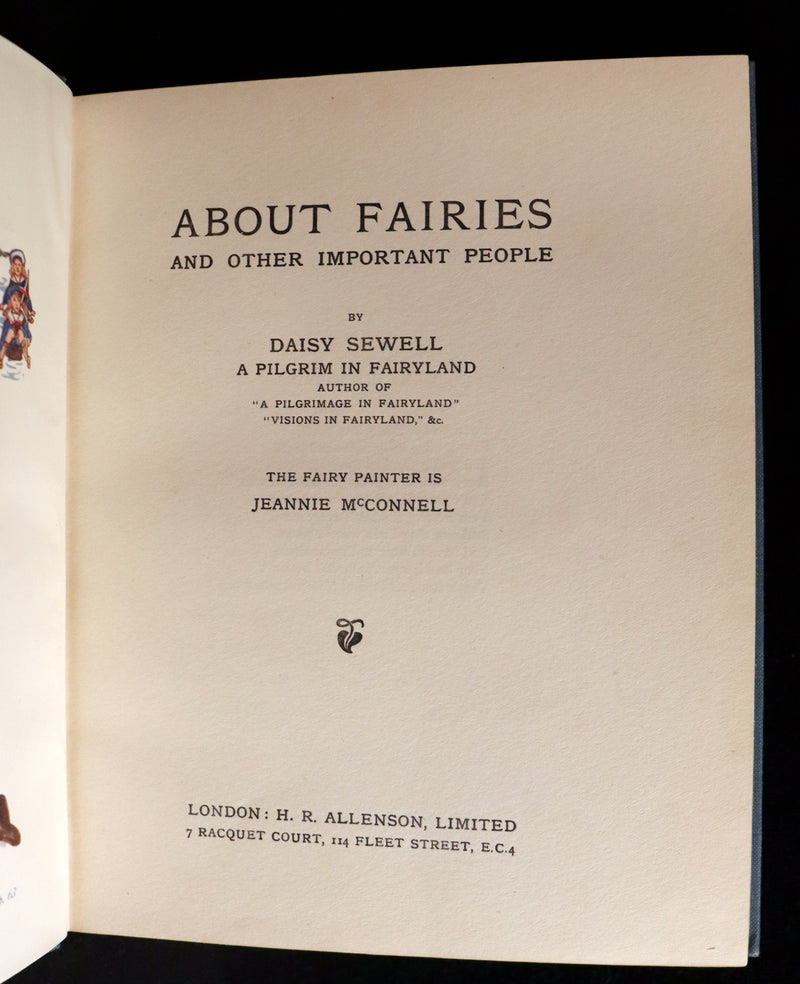 ABOUT FAIRIES
AND OTHER IMPORTANT PEOPLE
BY
DAISY SEWELL
A PILGRIM IN FAIRYLAND
AUTHOR OF
"A PILGRIMAGE IN FAIRYLAND"
"VISIONS IN FAIRYLAND," &c.
THE FAIRY PAINTER IS
JEANNIE McCONNELL
LONDON: H. R. ALLENSON, LIMITED
7 RACQUET COURT, 114 FLEET STREET, E.C.4